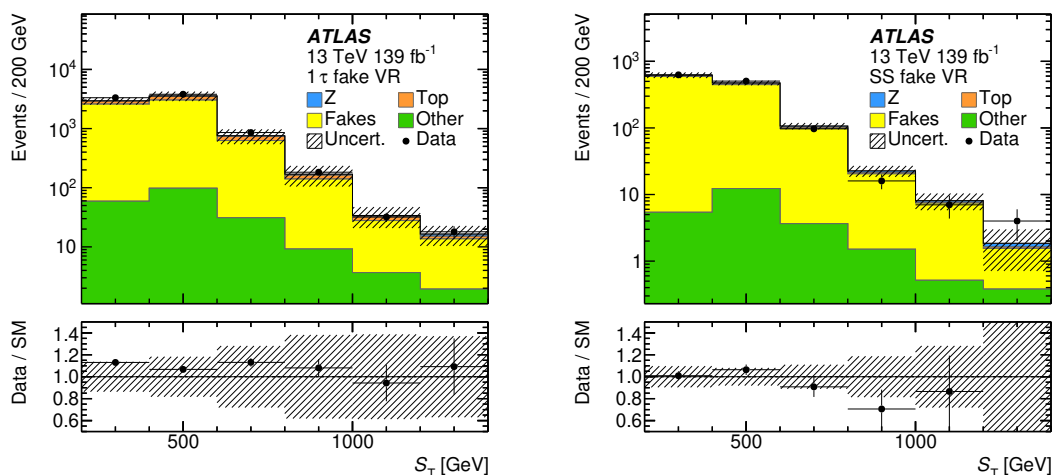 Events / 200 GeV
10⁴
10³
10²
10
ATLAS
13 TeV 139 fb⁻¹
1 τ fake VR
Z Top
Fakes Other
Uncert. Data
Data / SM
1.4
1.2
1.0
0.8
0.6
500 1000
S_T [GeV]
Events / 200 GeV
10³
10²
10
1
ATLAS
13 TeV 139 fb⁻¹
SS fake VR
Z Top
Fakes Other
Uncert. Data
Data / SM
1.4
1.2
1.0
0.8
0.6
500 1000
S_T [GeV]